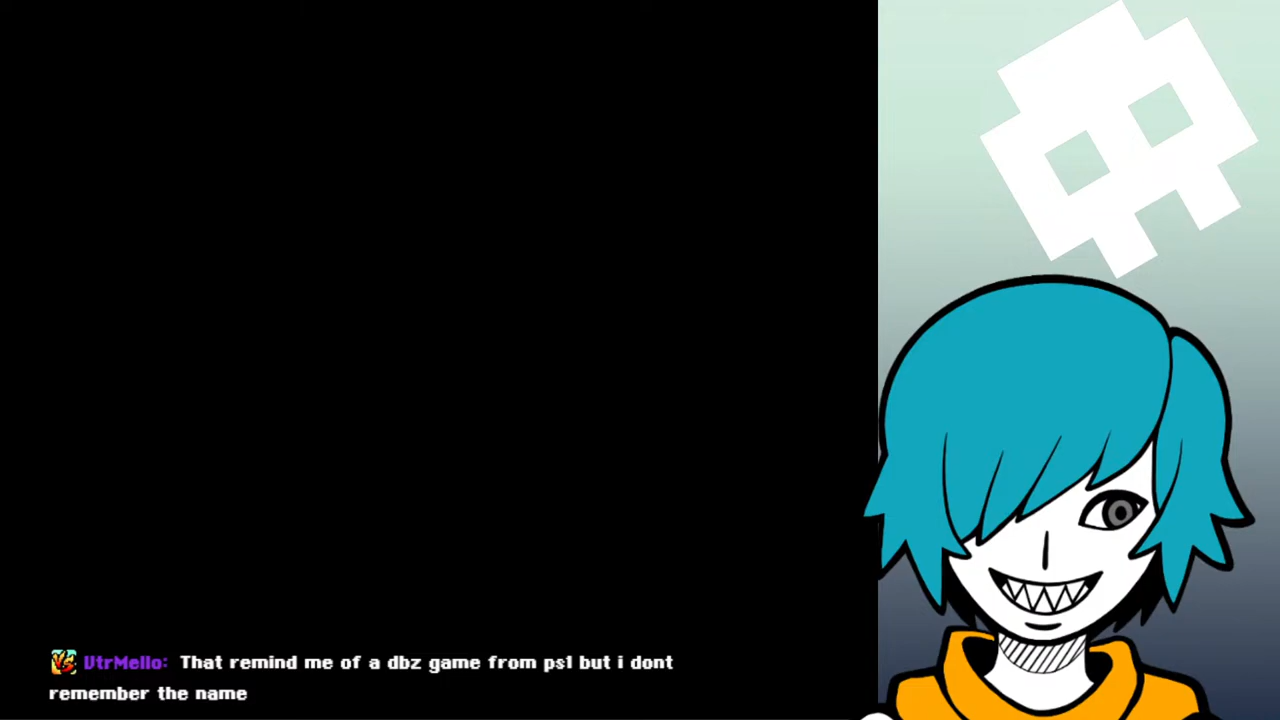 VtrMello: That remind me of a dbz game from ps1 but i dont
remember the name